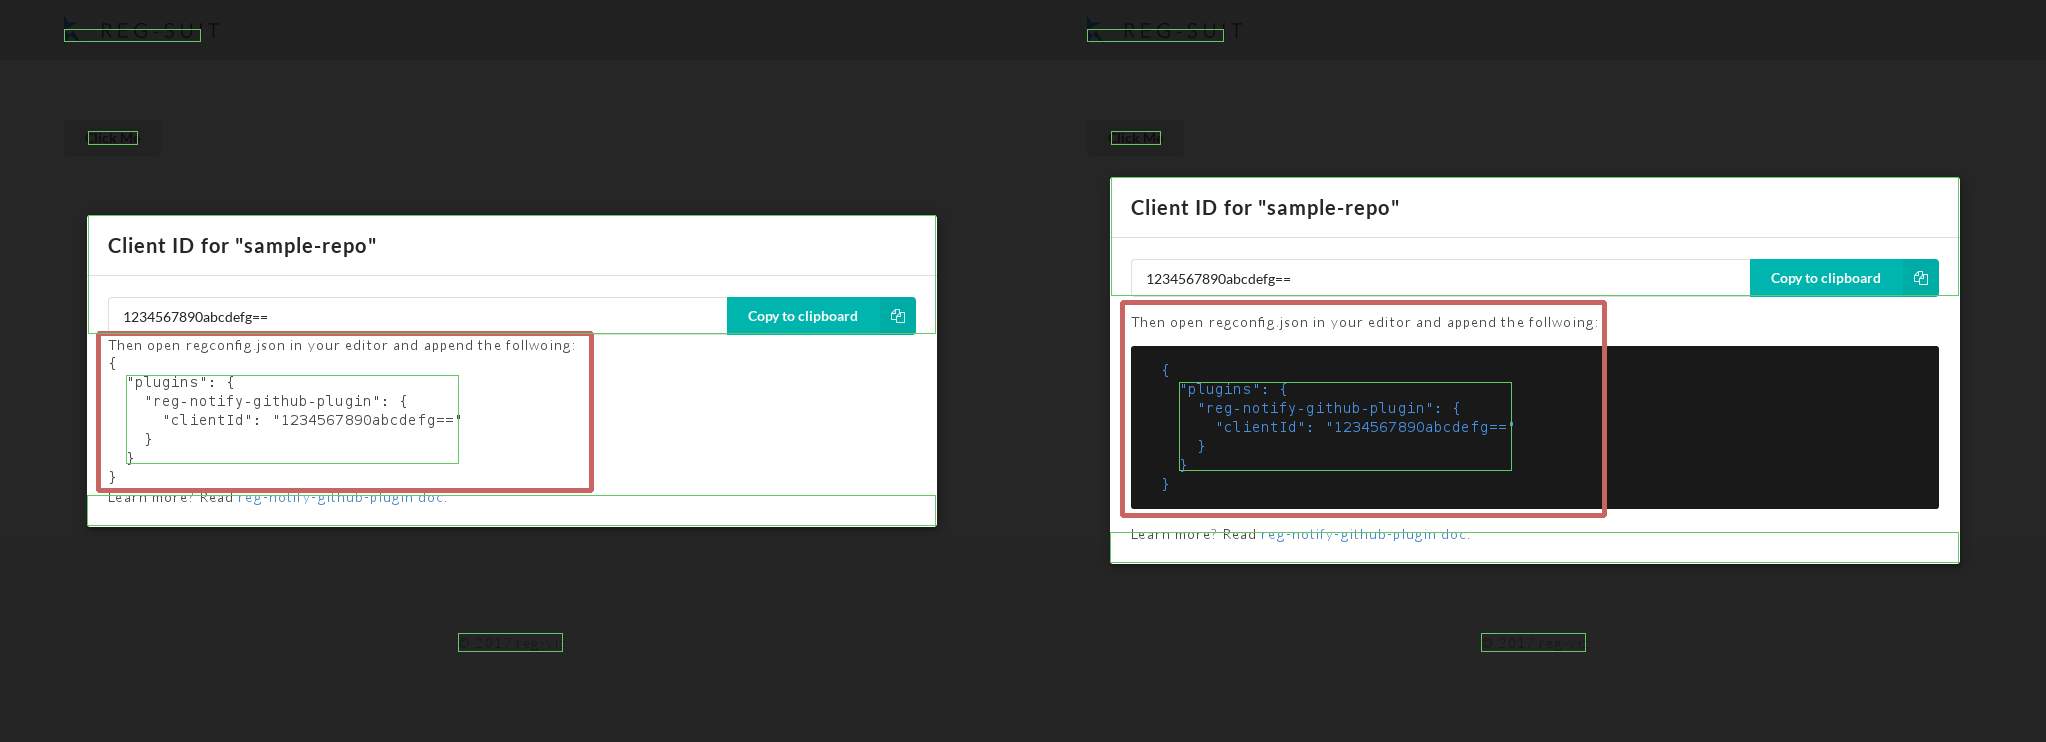 REG-SUIT
Click Me
Client ID for "sample-repo"
1234567890abcdefg==
Copy to clipboard
Then open regconfig.json in your editor and append the follwoing:
{
"plugins": {
"reg-notify-github-plugin": {
"clientId": "1234567890abcdefg=="
}
}
}
Learn more? Read reg-notify-github-plugin doc.
© 2017 reg-viz
REG-SUIT
Click Me
Client ID for "sample-repo"
1234567890abcdefg==
Copy to clipboard
Then open regconfig.json in your editor and append the follwoing:
{
"plugins": {
"reg-notify-github-plugin": {
"clientId": "1234567890abcdefg=="
}
}
}
Learn more? Read reg-notify-github-plugin doc.
© 2017 reg-viz